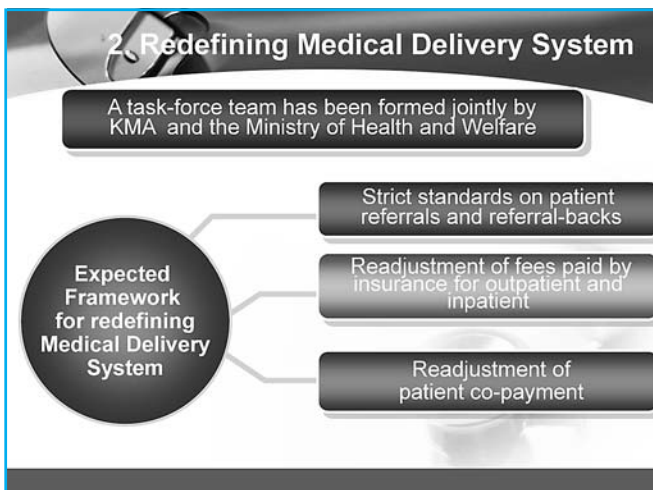 2. Redefining Medical Delivery System
A task-force team has been formed jointly by
KMA and the Ministry of Health and Welfare
Expected
Framework
for redefining
Medical Delivery
System
Strict standards on patient
referrals and referral-backs
Readjustment of fees paid by
insurance for outpatient and
inpatient
Readjustment of
patient co-payment